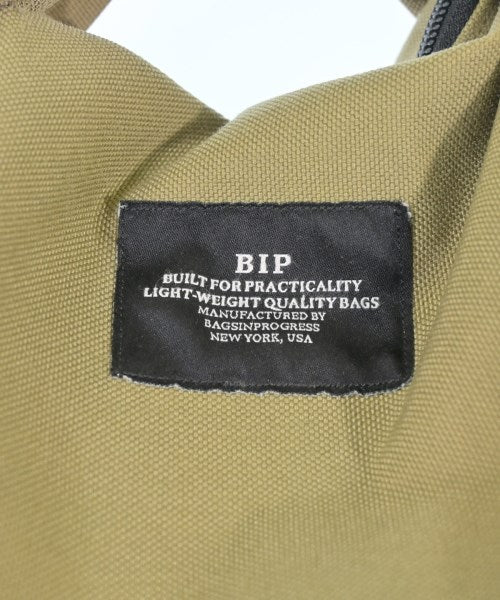 BIP
BUILT FOR PRACTICALITY
LIGHT-WEIGHT QUALITY BAGS
MANUFACTURED BY
BAGSINPROGRESS
NEW YORK, USA